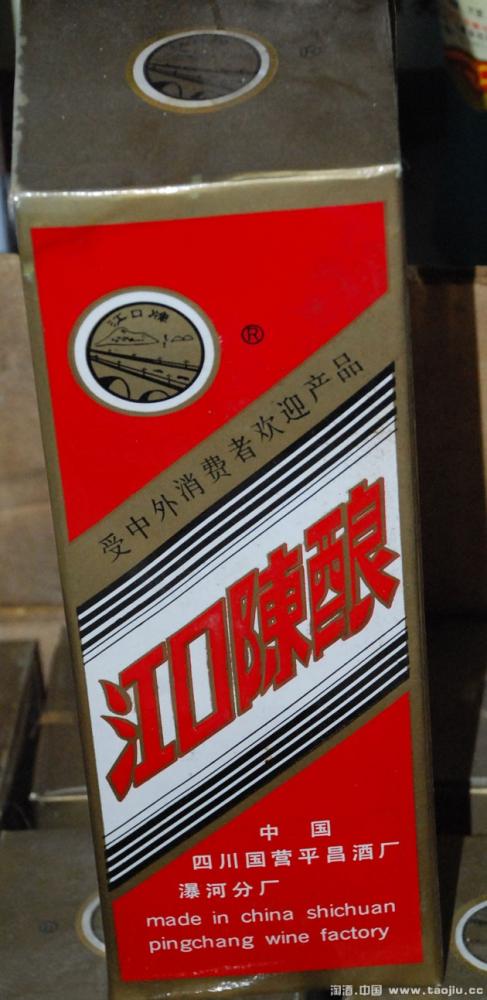 江口牌
®
受中外消费者欢迎产品
江口陳酿
中国
四川国营平昌酒厂
瀑河分厂
made in china shichuan
pingchang wine factory
淘酒.中国 www.taojiu.cc